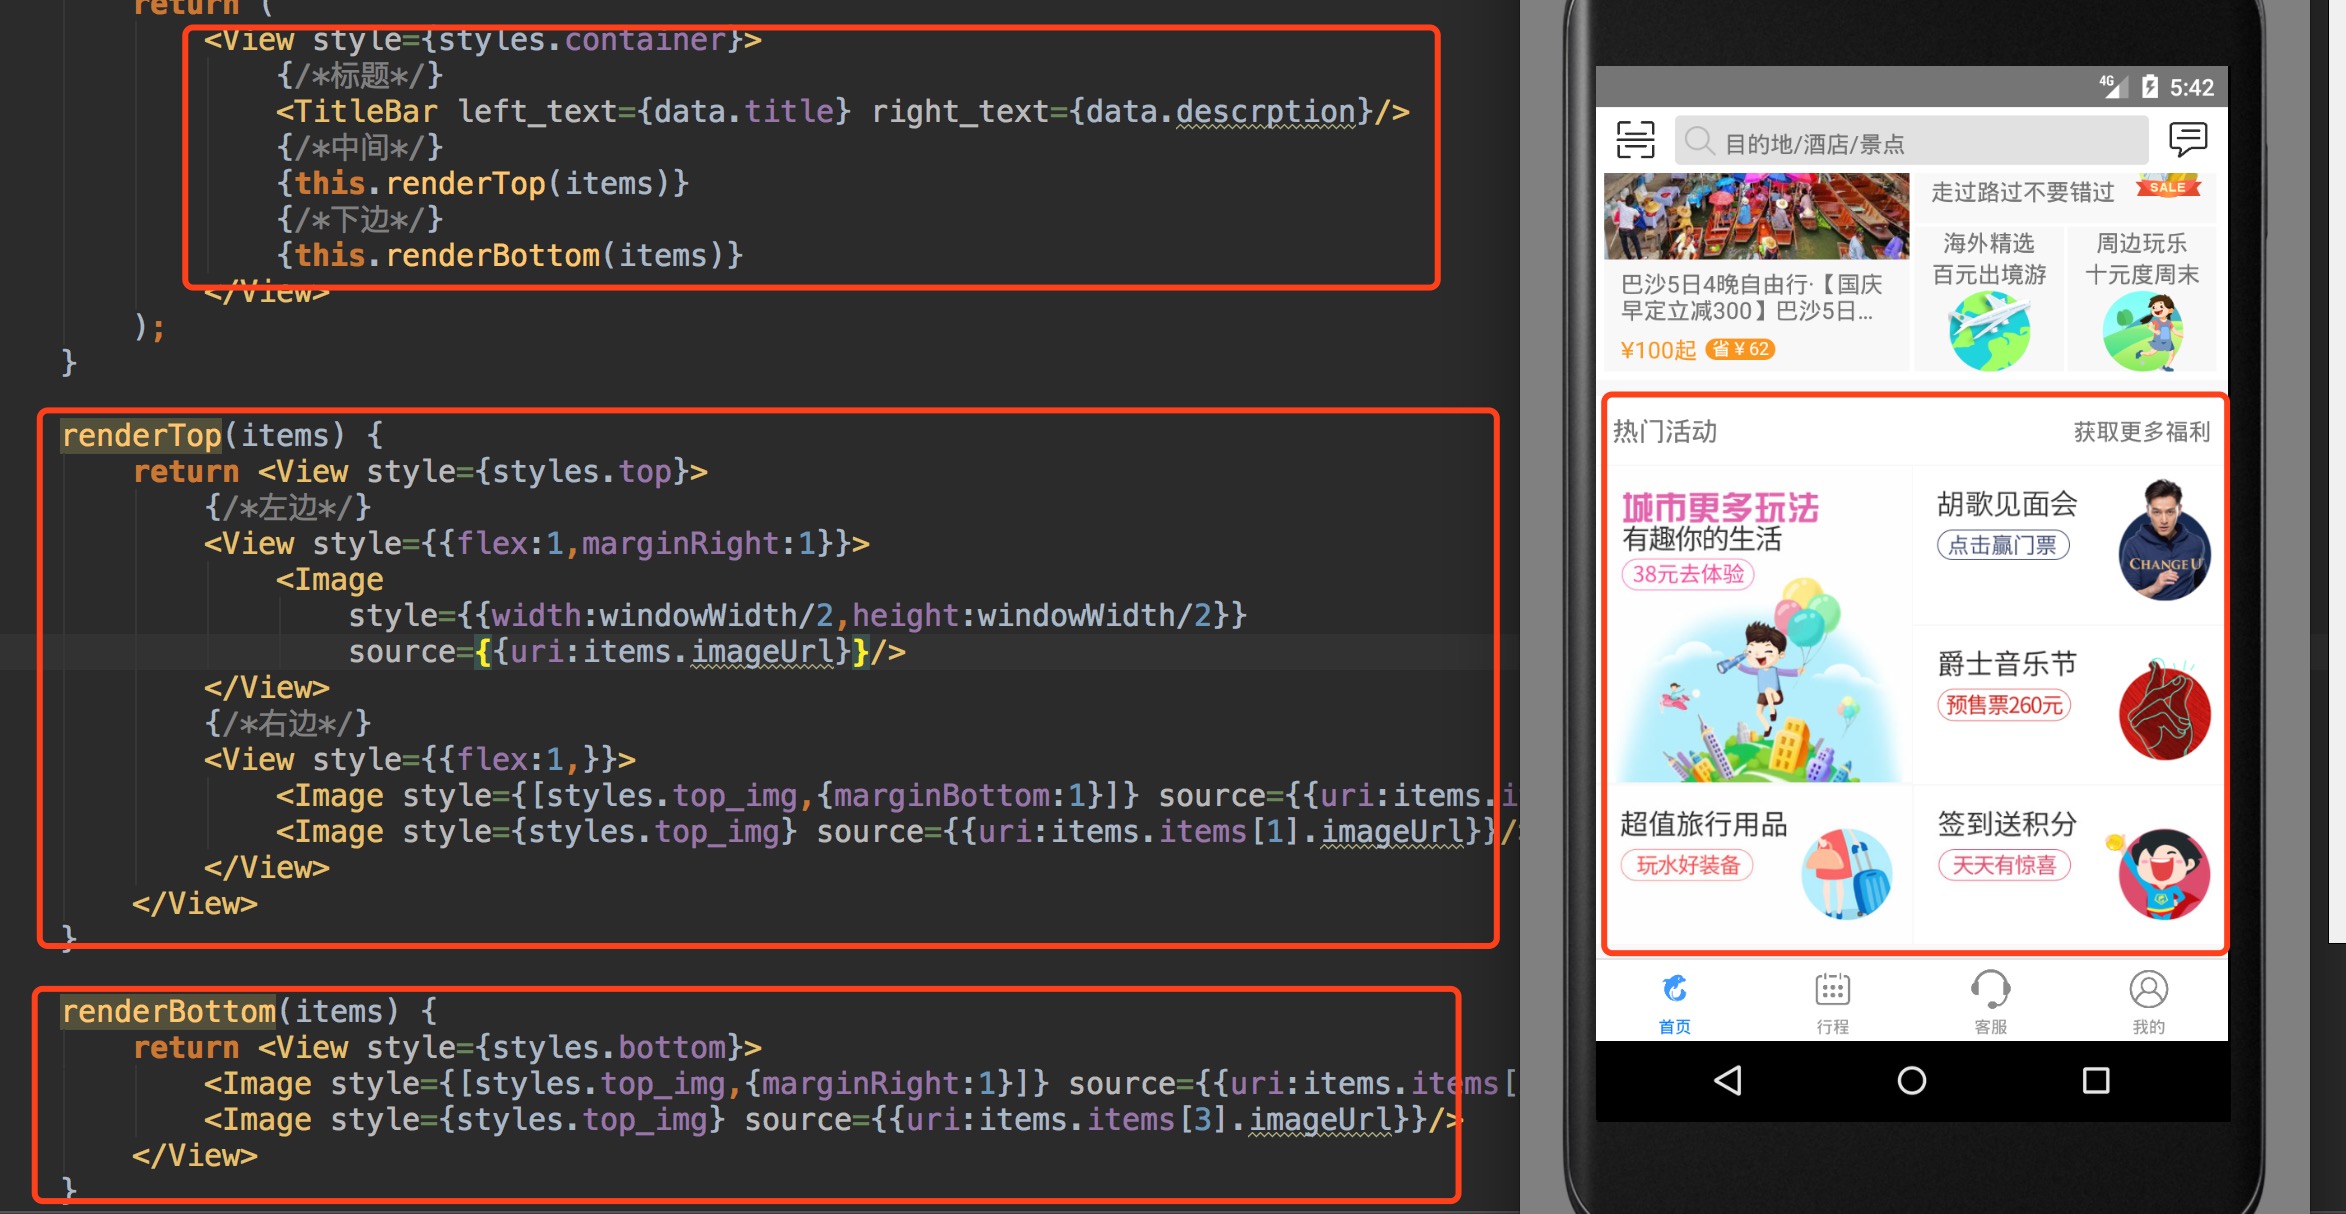 return (
<View style={styles.container}>
{/*标题*/}
<TitleBar left_text={data.title} right_text={data.descrption}/>
{/*中间*/}
{this.renderTop(items)}
{/*下边*/}
{this.renderBottom(items)}
</View>
);
}
renderTop(items) {
return <View style={styles.top}>
{/*左边*/}
<View style={{flex:1,marginRight:1}}>
<Image
style={{width:windowWidth/2,height:windowWidth/2}}
source={{uri:items.imageUrl}}/>
</View>
{/*右边*/}
<View style={{flex:1,}}>
<Image style={[styles.top_img,{marginBottom:1}]} source={{uri:items.i
<Image style={styles.top_img} source={{uri:items.items[1].imageUrl}}/>
</View>
</View>
}
renderBottom(items) {
return <View style={styles.bottom}>
<Image style={[styles.top_img,{marginRight:1}]} source={{uri:items.items[
<Image style={styles.top_img} source={{uri:items.items[3].imageUrl}}/>
</View>
}
4G 5:42
目的地/酒店/景点
走过路过不要错过
SALE
海外精选
百元出境游
周边玩乐
十元度周末
巴沙5日4晚自由行·【国庆
早定立减300】巴沙5日...
¥100起 省¥62
热门活动
获取更多福利
城市更多玩法
有趣你的生活
38元去体验
胡歌见面会
点击赢门票
CHANGE U
爵士音乐节
预售票260元
超值旅行用品
玩水好装备
签到送积分
天天有惊喜
首页
行程
客服
我的